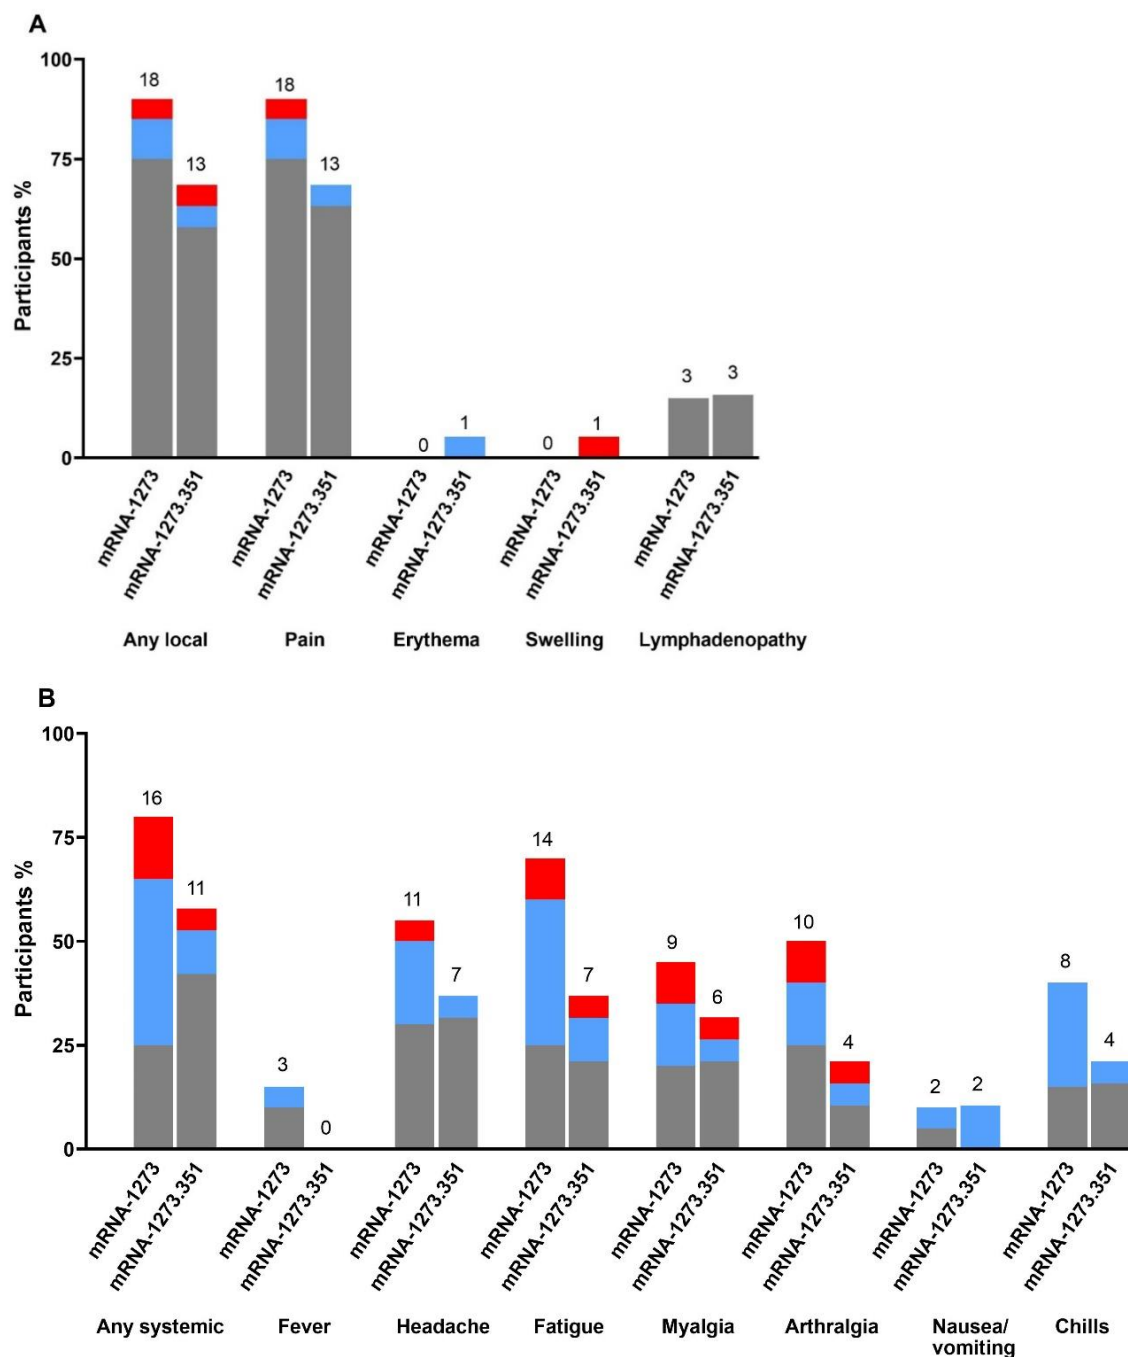 A
Participants %
100
75
50
25
0
18
13
18
13
0
1
0
1
3
3
mRNA-1273
mRNA-1273.351
mRNA-1273
mRNA-1273.351
mRNA-1273
mRNA-1273.351
mRNA-1273
mRNA-1273.351
mRNA-1273
mRNA-1273.351
Any local
Pain
Erythema
Swelling
Lymphadenopathy
B
Participants %
100
75
50
25
0
16
11
3
0
11
7
14
7
9
6
10
4
2
2
8
4
mRNA-1273
mRNA-1273.351
mRNA-1273
mRNA-1273.351
mRNA-1273
mRNA-1273.351
mRNA-1273
mRNA-1273.351
mRNA-1273
mRNA-1273.351
mRNA-1273
mRNA-1273.351
mRNA-1273
mRNA-1273.351
mRNA-1273
mRNA-1273.351
Any systemic
Fever
Headache
Fatigue
Myalgia
Arthralgia
Nausea/
vomiting
Chills